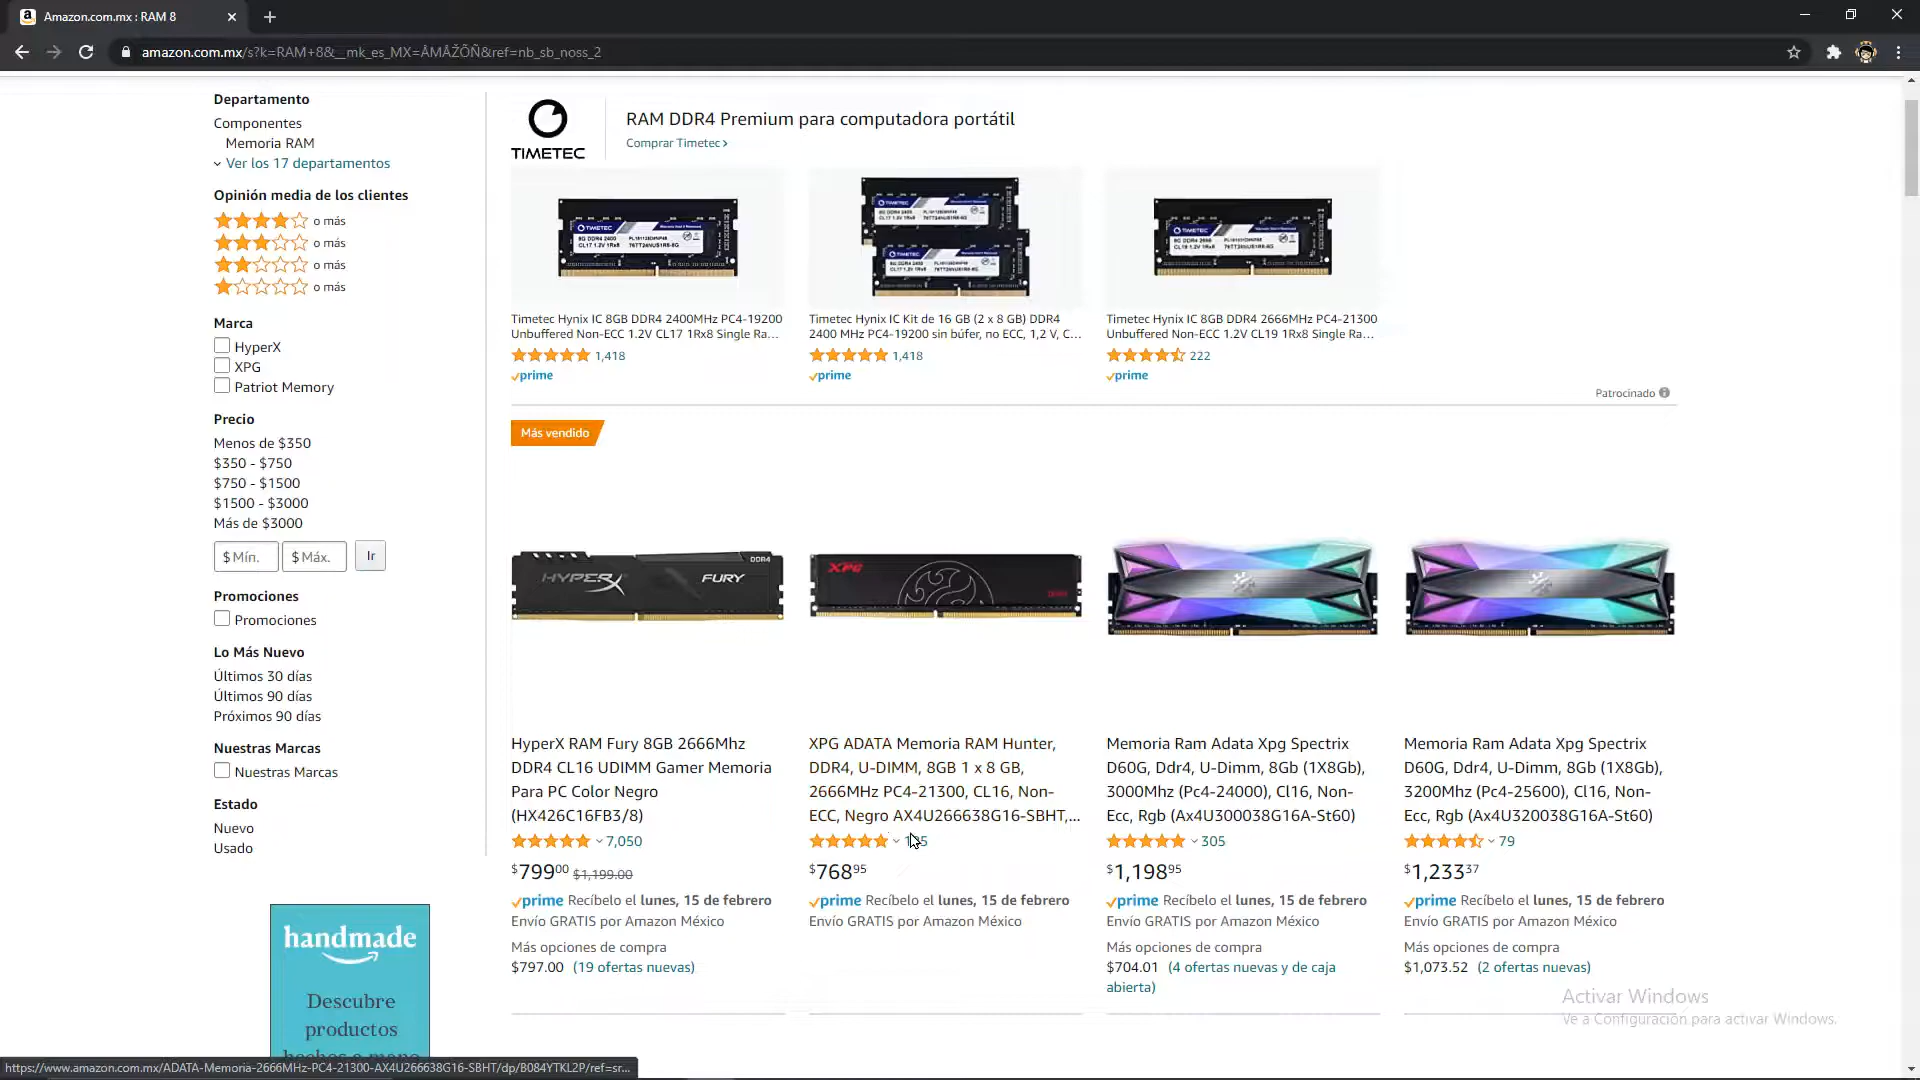 Amazon.com.mx : RAM 8
amazon.com.mx/s?k=RAM+8&__mk_es_MX=ÅMÅŽÕÑ&ref=nb_sb_noss_2
Departamento
Componentes
Memoria RAM
Ver los 17 departamentos
Opinión media de los clientes
o más
o más
o más
o más
Marca
HyperX
XPG
Patriot Memory
Precio
Menos de $350
$350 - $750
$750 - $1500
$1500 - $3000
Más de $3000
$ Mín.
$ Máx.
Ir
Promociones
Promociones
Lo Más Nuevo
Últimos 30 días
Últimos 90 días
Próximos 90 días
Nuestras Marcas
Nuestras Marcas
Estado
Nuevo
Usado
handmade
Descubre
productos
TIMETEC
RAM DDR4 Premium para computadora portátil
Comprar Timetec ›
Timetec Hynix IC 8GB DDR4 2400MHz PC4-19200
Unbuffered Non-ECC 1.2V CL17 1Rx8 Single Ra...
1,418
prime
Timetec Hynix IC Kit de 16 GB (2 x 8 GB) DDR4
2400 MHz PC4-19200 sin búfer, no ECC, 1,2 V, C...
1,418
prime
Timetec Hynix IC 8GB DDR4 2666MHz PC4-21300
Unbuffered Non-ECC 1.2V CL19 1Rx8 Single Ra...
222
prime
Patrocinado
Más vendido
HYPERX
FURY
DDR4
XPG
HyperX RAM Fury 8GB 2666Mhz
DDR4 CL16 UDIMM Gamer Memoria
Para PC Color Negro
(HX426C16FB3/8)
7,050
$799⁰⁰ $1,199.00
prime Recíbelo el lunes, 15 de febrero
Envío GRATIS por Amazon México
Más opciones de compra
$797.00 (19 ofertas nuevas)
XPG ADATA Memoria RAM Hunter,
DDR4, U-DIMM, 8GB 1 x 8 GB,
2666MHz PC4-21300, CL16, Non-
ECC, Negro AX4U266638G16-SBHT,...
$768⁹⁵
prime Recíbelo el lunes, 15 de febrero
Envío GRATIS por Amazon México
Memoria Ram Adata Xpg Spectrix
D60G, Ddr4, U-Dimm, 8Gb (1X8Gb),
3000Mhz (Pc4-24000), Cl16, Non-
Ecc, Rgb (Ax4U300038G16A-St60)
305
$1,198⁹⁵
prime Recíbelo el lunes, 15 de febrero
Envío GRATIS por Amazon México
Más opciones de compra
$704.01 (4 ofertas nuevas y de caja
abierta)
Memoria Ram Adata Xpg Spectrix
D60G, Ddr4, U-Dimm, 8Gb (1X8Gb),
3200Mhz (Pc4-25600), Cl16, Non-
Ecc, Rgb (Ax4U320038G16A-St60)
79
$1,233³⁷
prime Recíbelo el lunes, 15 de febrero
Envío GRATIS por Amazon México
Más opciones de compra
$1,073.52 (2 ofertas nuevas)
Activar Windows
Ve a Configuración para activar Windows.
https://www.amazon.com.mx/ADATA-Memoria-2666MHz-PC4-21300-AX4U266638G16-SBHT/dp/B084YTKL2P/ref=sr...